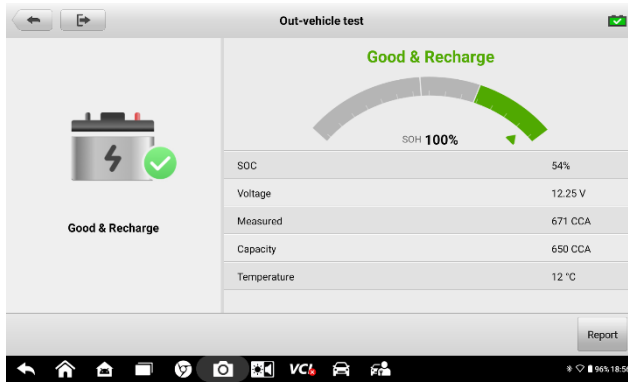 Out-vehicle test
Good & Recharge
SOH 100%
Good & Recharge
SOC 54%
Voltage 12.25 V
Measured 671 CCA
Capacity 650 CCA
Temperature 12 °C
Report
VCI
96% 18:56